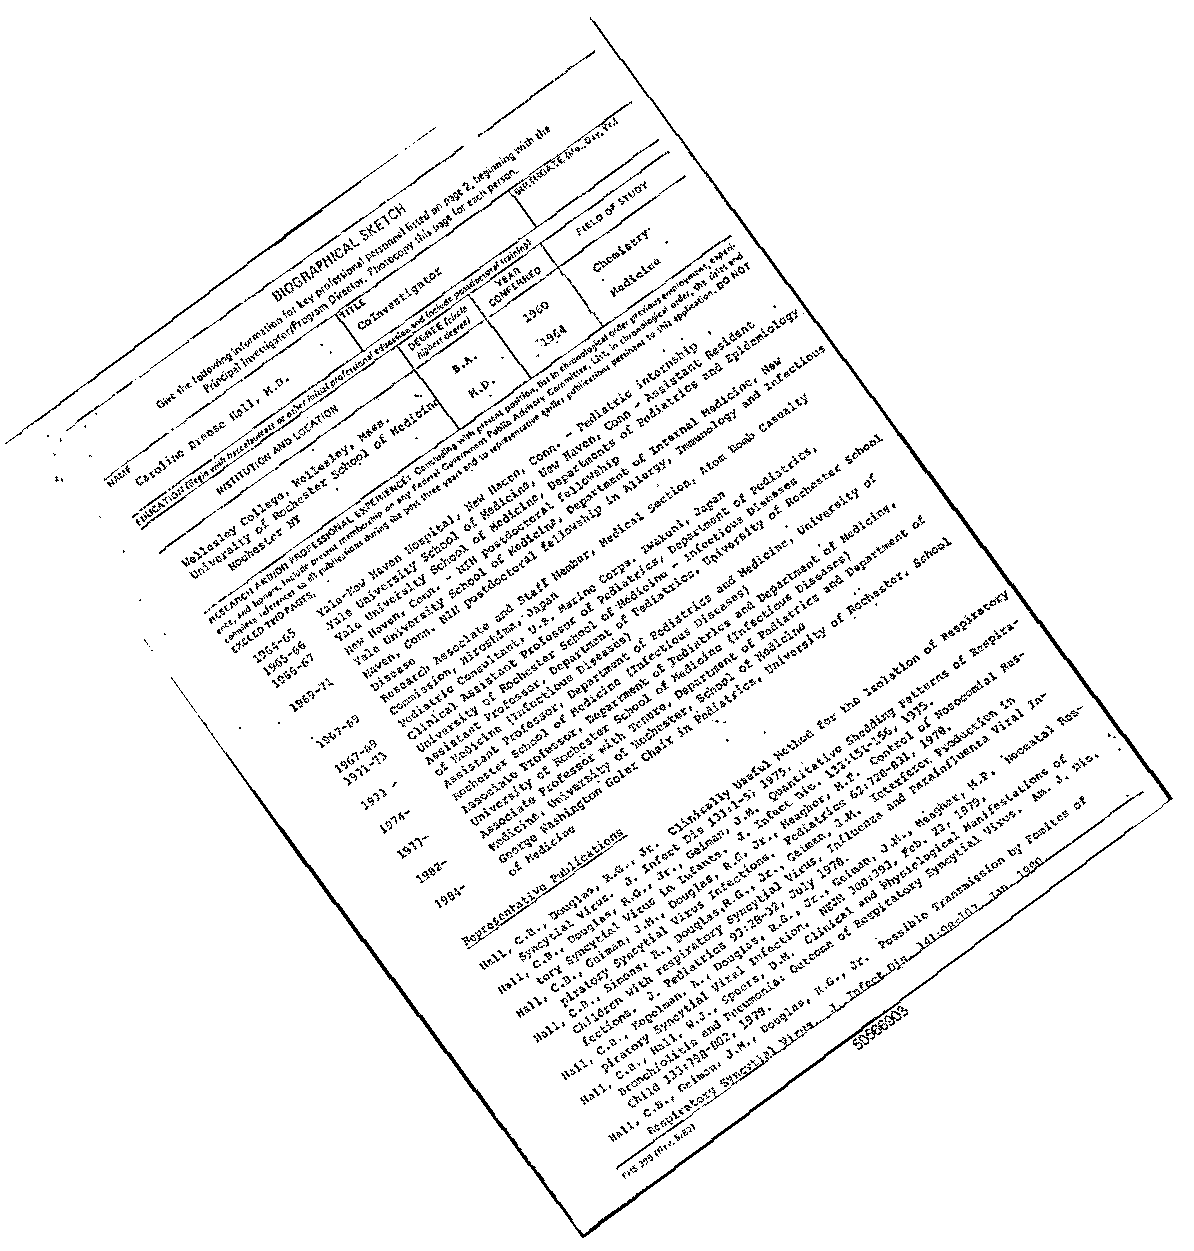 BIOGRAPHICAL SKETCH
Give the following information for key professional personnel listed on page 2, beginning with the
Principal Investigator/Program Director. Photocopy this page for each person.
NAME
TITLE
BIRTHDATE (Mo., Day, Yr.)
Caroline Breese Hall, M.D.
CoInvestigator
EDUCATION (Begin with baccalaureate or other initial professional education and include postdoctoral training)
INSTITUTION AND LOCATION
DEGREE (circle
highest degree)
YEAR
CONFERRED
FIELD OF STUDY
Wellesley College, Wellesley, Mass.
B.A.
1960
Chemistry
University of Rochester School of Medicine
M.D.
1964
Medicine
Rochester NY
RESEARCH AND/OR PROFESSIONAL EXPERIENCE: Concluding with present position, list in chronological order previous employment, experi-
ence, and honors. Include present membership on any Federal Government Public Advisory Committee. List, in chronological order, the titles and
complete references to all publications during the past three years and to representative earlier publications pertinent to this application. DO NOT
EXCEED TWO PAGES.
1964-65 Yale-New Haven Hospital, New Haven, Conn. - Pediatric internship
1965-66 Yale University School of Medicine, New Haven, Conn - Assistant Resident
1966-67 Yale University School of Medicine, Departments of Pediatrics and Epidemiology
New Haven, Conn. - NIH postdoctoral fellowship
1969-71 Yale University School of Medicine, Department of Internal Medicine, New
Haven, Conn. NIH postdoctoral fellowship in Allergy, Immunology and Infectious
Disease
1967-69 Research Associate and Staff Member, Medical Section, Atom Bomb Casualty
Commission, Hiroshima, Japan
1967-69 Pediatric Consultant, U.S. Marine Corps, Iwakuni, Japan
1971-73 Clinical Assistant Professor of Pediatrics, Department of Pediatrics,
University of Rochester School of Medicine - Infectious Diseases
Assistant Professor, Department of Pediatrics, University of Rochester School
of Medicine (Infectious Diseases)
1974- Assistant Professor, Department of Pediatrics and Medicine, University of
Rochester School of Medicine (Infectious Diseases)
1977- Associate Professor, Department of Pediatrics and Department of Medicine,
University of Rochester School of Medicine (Infectious Diseases)
1982- Associate Professor with Tenure, Department of Pediatrics and Department of
Medicine, University of Rochester, School of Medicine
1984- George Washington Goler Chair in Pediatrics, University of Rochester, School
of Medicine
Representative Publications
Hall, C.B., Douglas, R.G., Jr. Clinically Useful Method for the Isolation of Respiratory
Syncytial Virus. J. Infect Dis 131:1-5, 1975.
Hall, C.B., Douglas, R.G., Jr., Geiman, J.M. Quantitative Shedding Patterns of Respira-
tory Syncytial Virus in Infants. J. Infect Dis. 132:151-156, 1975.
Hall, C.B., Geiman, J.M., Douglas, R.G., Jr., Meagher, M.P. Control of Nosocomial Res-
piratory Syncytial Virus Infections. Pediatrics 62:728-831, 1978.
Hall, C.B., Simons, R., Douglas, R.G., Jr., Geiman, J.M. Interferon Production in
Children with respiratory Syncytial Virus, Influenza and Parainfluenza Viral In-
fections. J. Pediatrics 93:28-32, July 1978.
Hall, C.B., Kopelman, A., Douglas, R.G., Jr., Geiman, J.M., Meagher, M.P. Neonatal Res-
piratory Syncytial Viral Infection, NEJM 300:393, Feb. 22, 1979.
Hall, C.B., Hall, W.J., Speers, D.M. Clinical and Physiological Manifestations of
Bronchiolitis and Pneumonia: Outcome of Respiratory Syncytial Virus. Am. J. Dis.
Child 133:798-802, 1979.
Hall, C.B., Geiman, J.M., Douglas, R.G., Jr. Possible Transmission by Fomites of
Respiratory Syncytial Virus. J. Infect Dis 141:98-102, Jan. 1980
PHS 398 (Rev. 5/82)
50566903